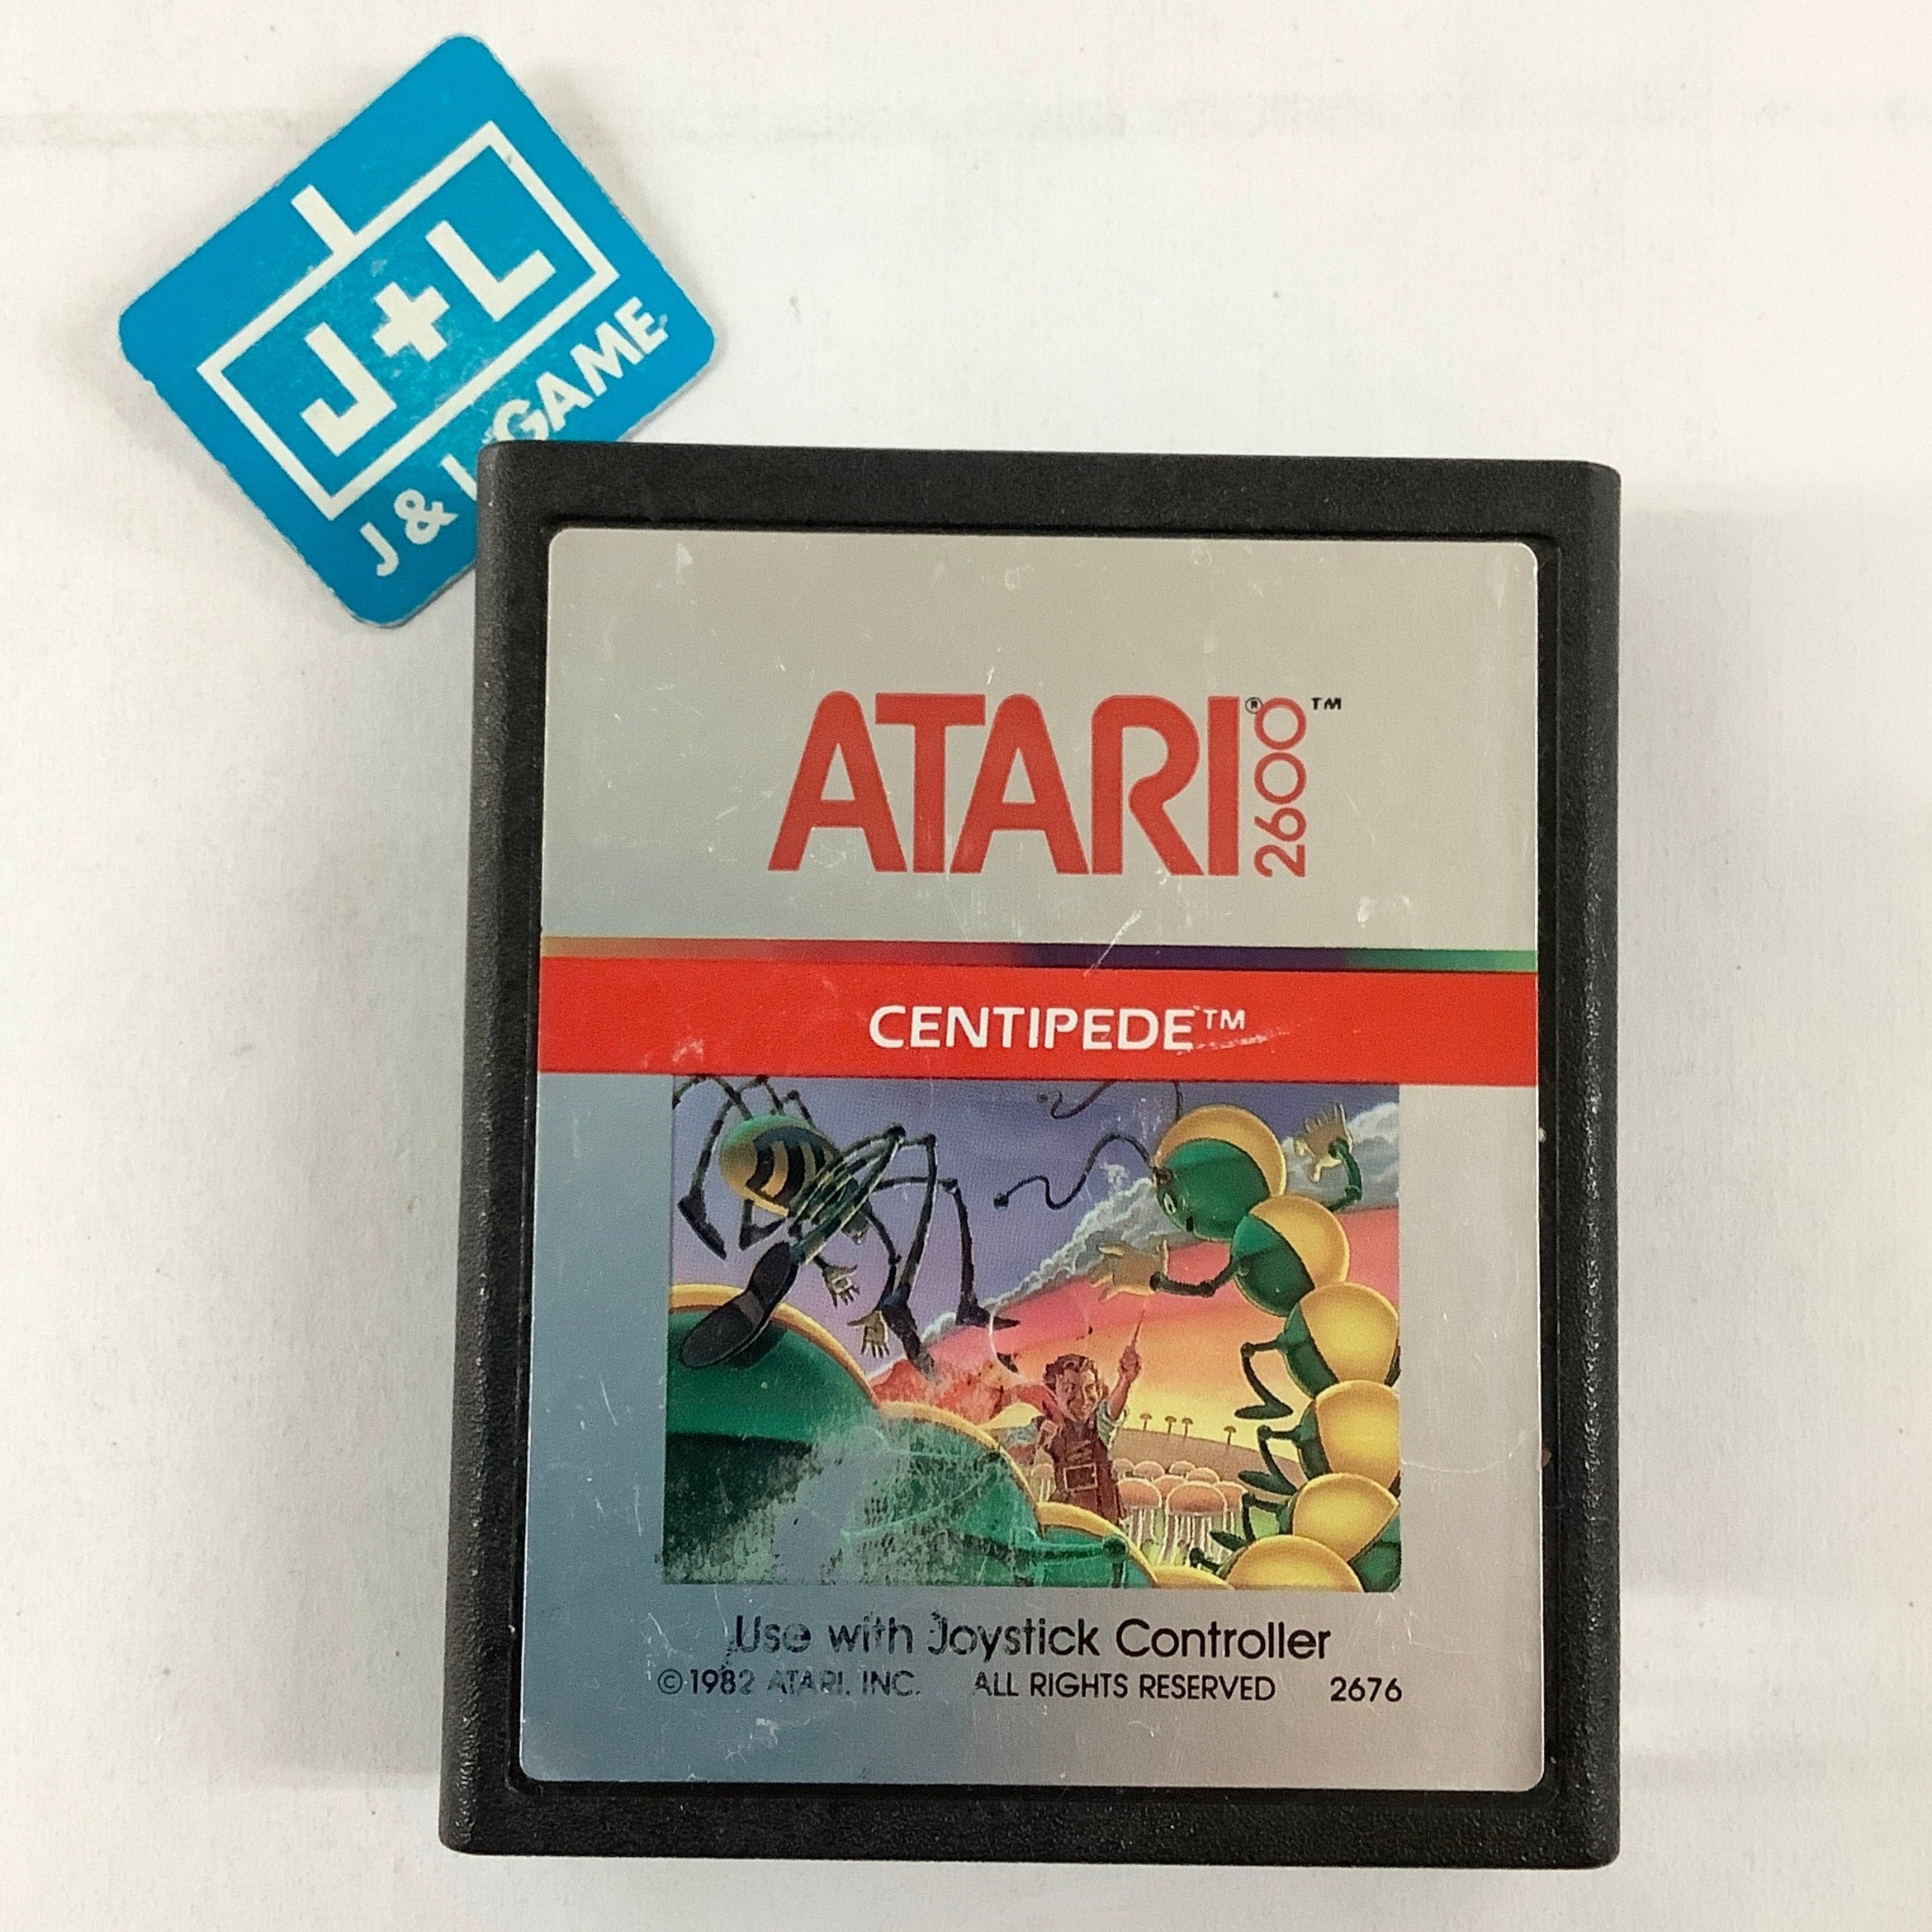 J+L
J & L GAME
ATARI® 2600™
CENTIPEDE™
Use with Joystick Controller
©1982 ATARI, INC. ALL RIGHTS RESERVED 2676